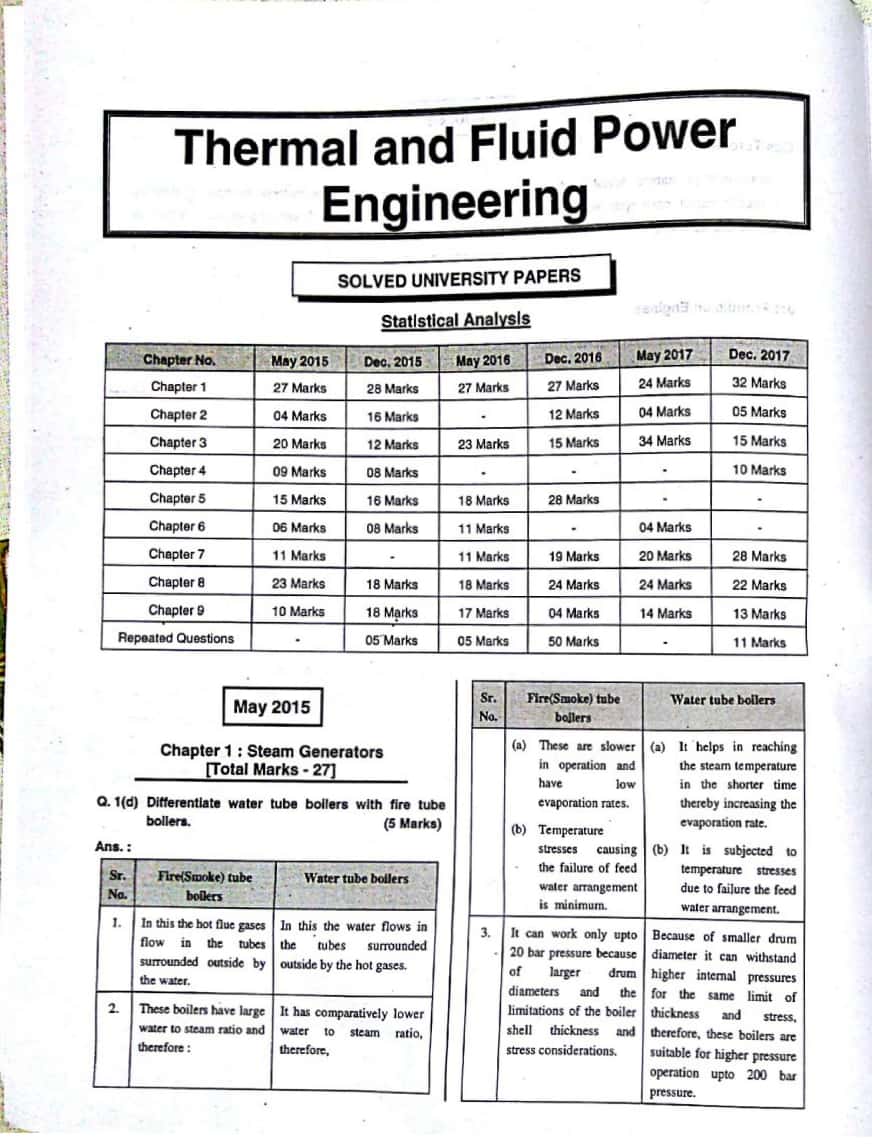 Thermal and Fluid Power
Engineering
SOLVED UNIVERSITY PAPERS
Statistical Analysis
Chapter No. May 2015 Dec. 2015 May 2016 Dec. 2016 May 2017 Dec. 2017
Chapter 1 27 Marks 28 Marks 27 Marks 27 Marks 24 Marks 32 Marks
Chapter 2 04 Marks 16 Marks - 12 Marks 04 Marks 05 Marks
Chapter 3 20 Marks 12 Marks 23 Marks 15 Marks 34 Marks 15 Marks
Chapter 4 09 Marks 08 Marks - - - 10 Marks
Chapter 5 15 Marks 16 Marks 18 Marks 28 Marks - -
Chapter 6 06 Marks 08 Marks 11 Marks - 04 Marks -
Chapter 7 11 Marks - 11 Marks 19 Marks 20 Marks 28 Marks
Chapter 8 23 Marks 18 Marks 18 Marks 24 Marks 24 Marks 22 Marks
Chapter 9 10 Marks 18 Marks 17 Marks 04 Marks 14 Marks 13 Marks
Repeated Questions - 05 Marks 05 Marks 50 Marks - 11 Marks
May 2015
Chapter 1 : Steam Generators
[Total Marks - 27]
Q. 1(d) Differentiate water tube boilers with fire tube
boilers. (5 Marks)
Ans. :
Sr. No. Fire(Smoke) tube boilers Water tube boilers
1. In this the hot flue gases In this the water flows in
flow in the tubes the tubes surrounded
surrounded outside by outside by the hot gases.
the water.
2. These boilers have large It has comparatively lower
water to steam ratio and water to steam ratio,
therefore : therefore,
Sr. No. Fire(Smoke) tube boilers Water tube boilers
(a) These are slower (a) It helps in reaching
in operation and the steam temperature
have low in the shorter time
evaporation rates. thereby increasing the
evaporation rate.
(b) Temperature
stresses causing (b) It is subjected to
the failure of feed temperature stresses
water arrangement due to failure the feed
is minimum. water arrangement.
3. It can work only upto Because of smaller drum
20 bar pressure because diameter it can withstand
of larger drum higher internal pressures
diameters and the for the same limit of
limitations of the boiler thickness and stress,
shell thickness and therefore, these boilers are
stress considerations. suitable for higher pressure
operation upto 200 bar
pressure.